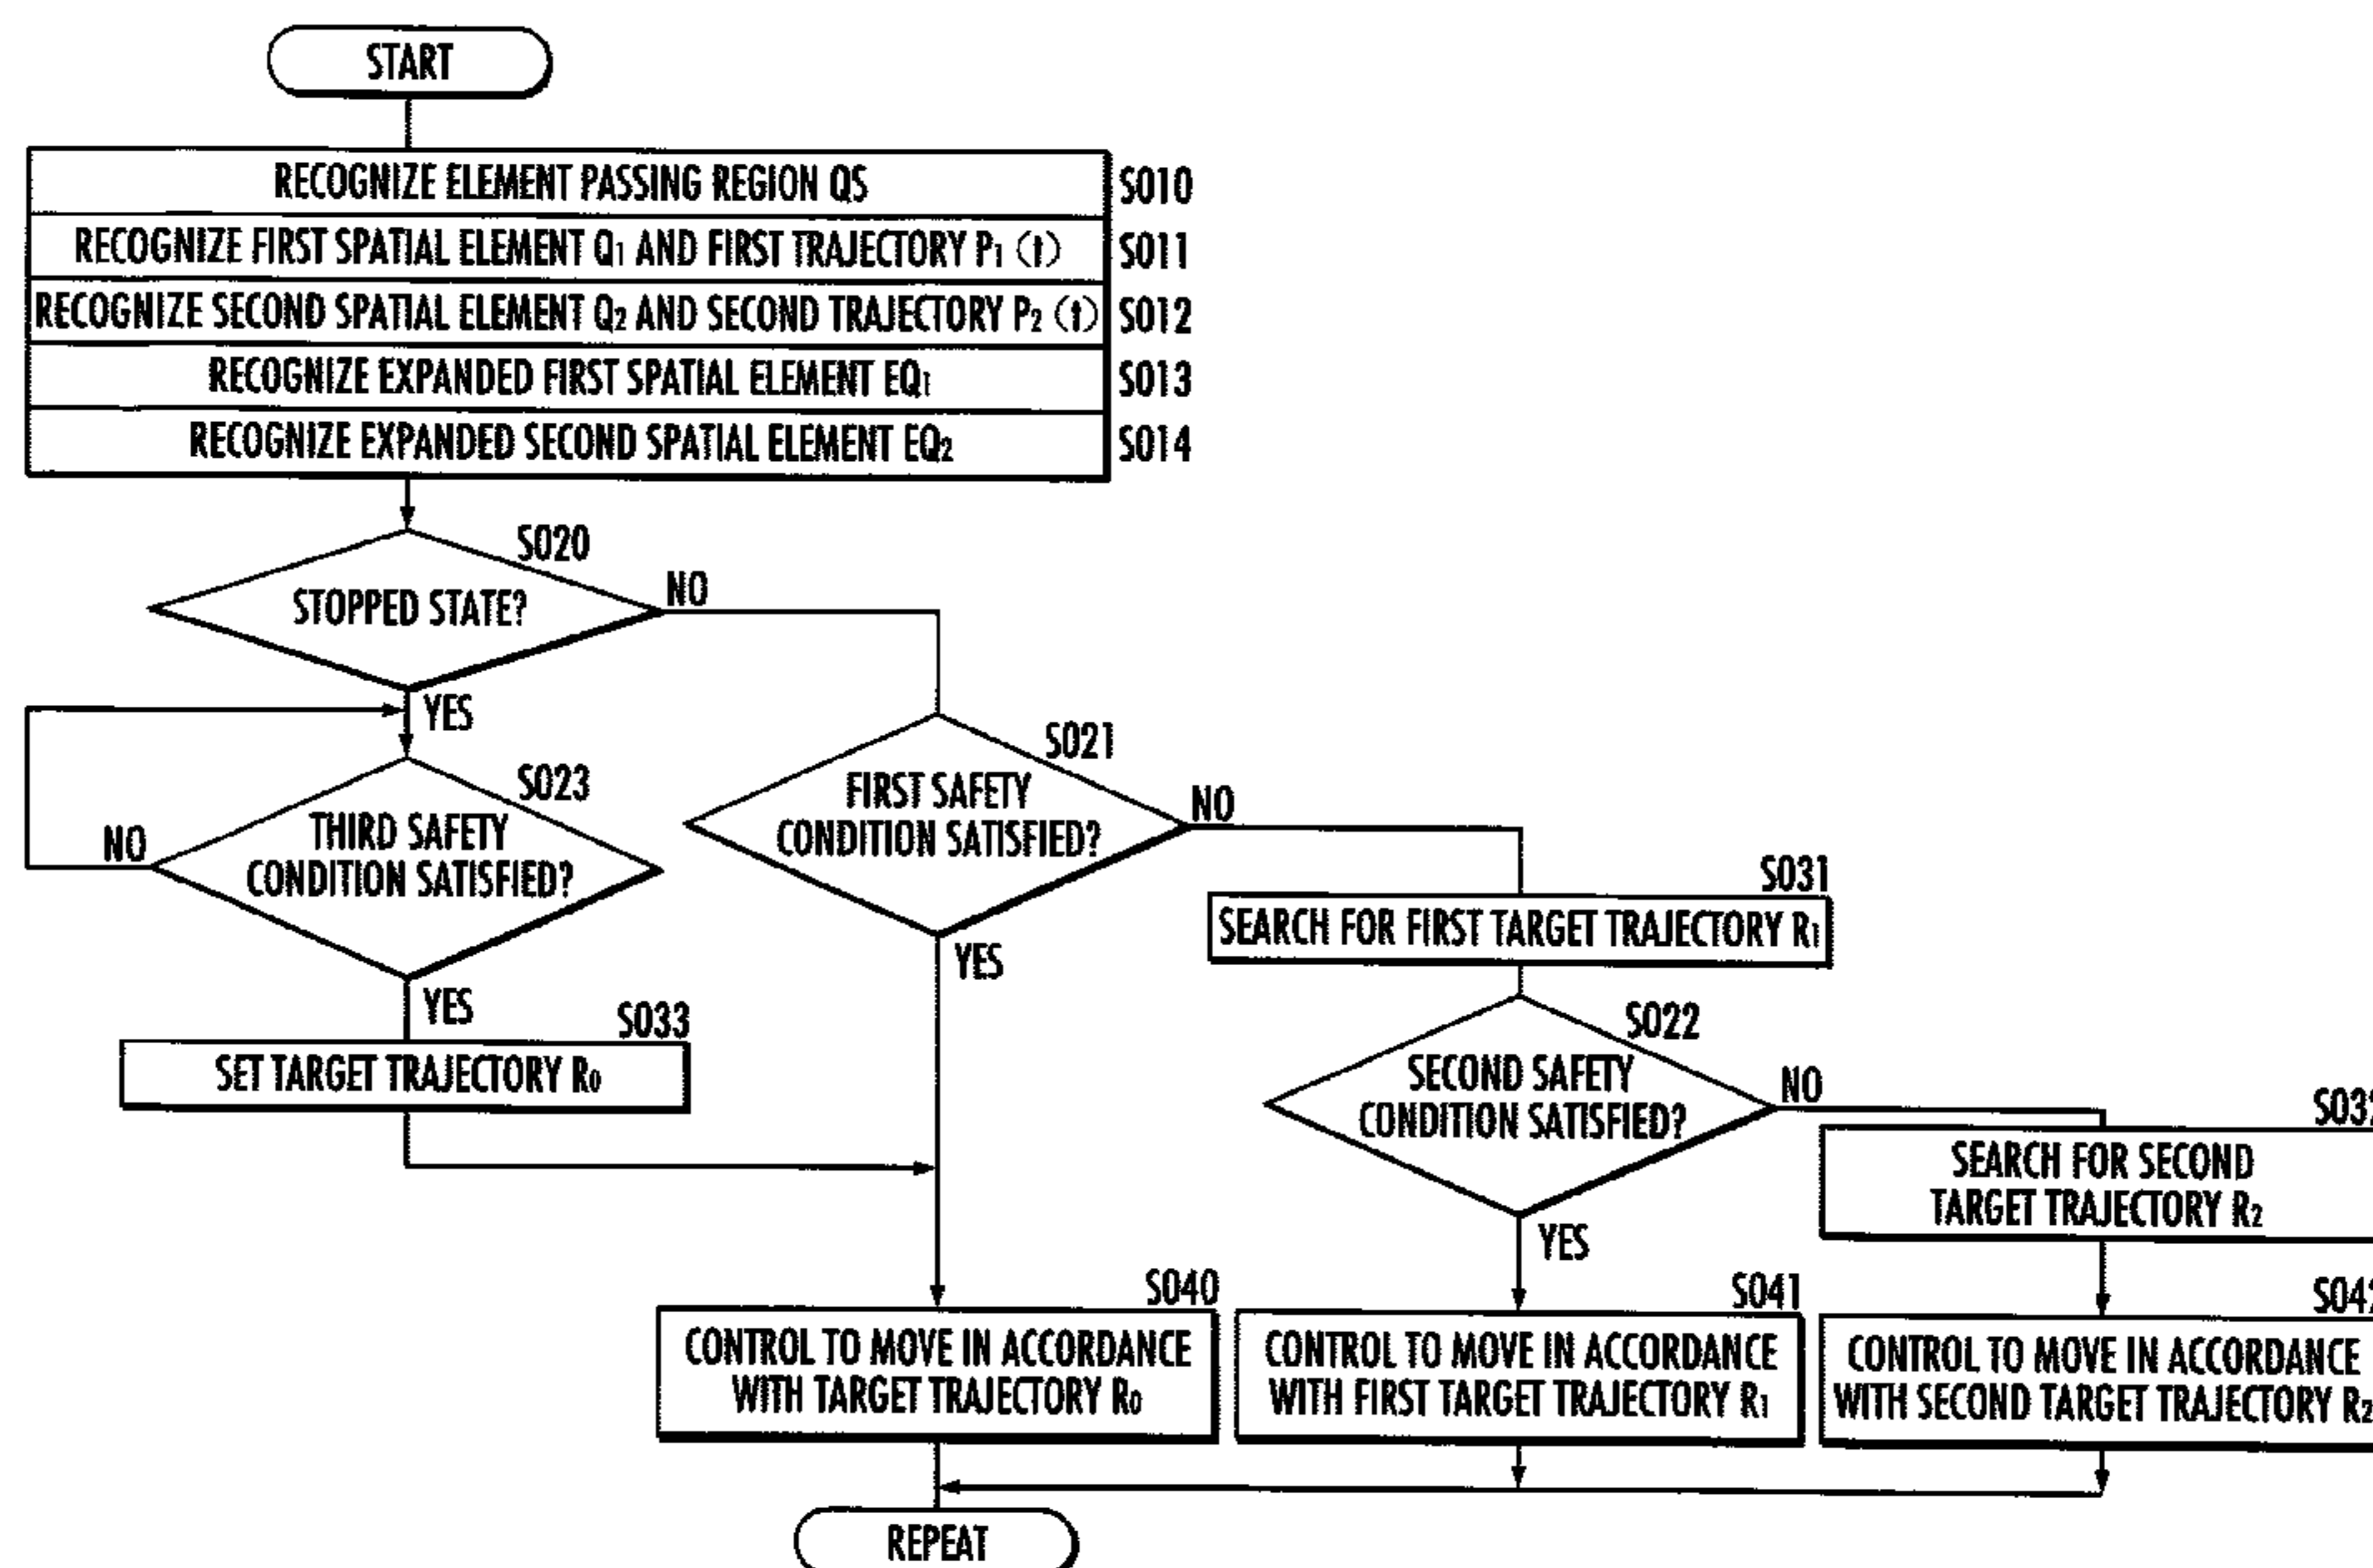 START
RECOGNIZE ELEMENT PASSING REGION QS
S010
RECOGNIZE FIRST SPATIAL ELEMENT Q1 AND FIRST TRAJECTORY P1 (t)
S011
RECOGNIZE SECOND SPATIAL ELEMENT Q2 AND SECOND TRAJECTORY P2 (t)
S012
RECOGNIZE EXPANDED FIRST SPATIAL ELEMENT EQ1
S013
RECOGNIZE EXPANDED SECOND SPATIAL ELEMENT EQ2
S014
S020
STOPPED STATE?
NO
YES
S023
THIRD SAFETY
CONDITION SATISFIED?
NO
YES
S033
SET TARGET TRAJECTORY R0
S021
FIRST SAFETY
CONDITION SATISFIED?
NO
YES
S031
SEARCH FOR FIRST TARGET TRAJECTORY R1
S022
SECOND SAFETY
CONDITION SATISFIED?
NO
YES
SEARCH FOR SECOND
TARGET TRAJECTORY R2
S040
CONTROL TO MOVE IN ACCORDANCE
WITH TARGET TRAJECTORY R0
S041
CONTROL TO MOVE IN ACCORDANCE
WITH FIRST TARGET TRAJECTORY R1
CONTROL TO MOVE IN ACCORDANCE
WITH SECOND TARGET TRAJECTORY R2
REPEAT